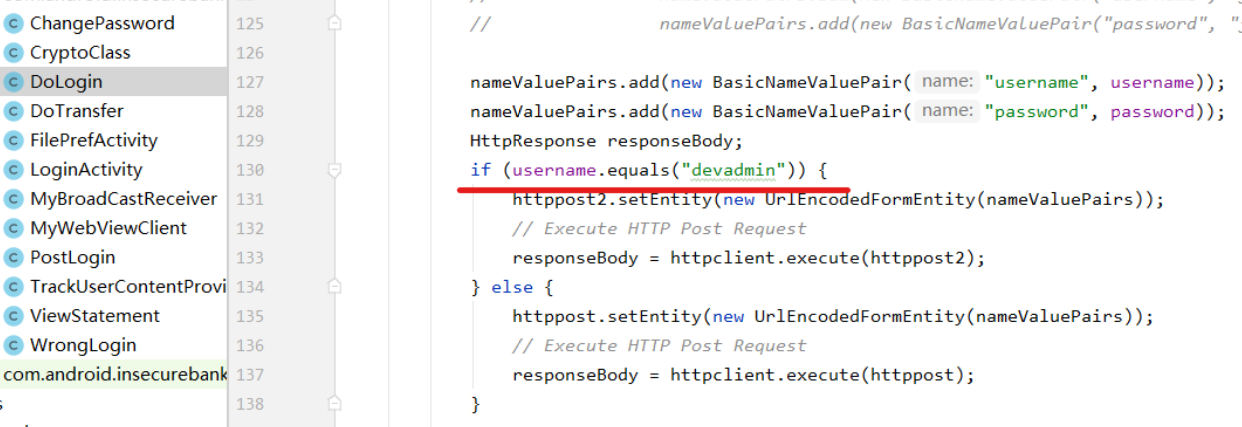 ChangePassword
CryptoClass
DoLogin
DoTransfer
FilePrefActivity
LoginActivity
MyBroadCastReceiver
MyWebViewClient
PostLogin
TrackUserContentProvi
ViewStatement
WrongLogin
com.android.insecurebank
125 // nameValuePairs.add(new BasicNameValuePair("password", "
126
127 nameValuePairs.add(new BasicNameValuePair( name: "username", username));
128 nameValuePairs.add(new BasicNameValuePair( name: "password", password));
129 HttpResponse responseBody;
130 if (username.equals("devadmin")) {
131 httppost2.setEntity(new UrlEncodedFormEntity(nameValuePairs));
132 // Execute HTTP Post Request
133 responseBody = httpclient.execute(httppost2);
134 } else {
135 httppost.setEntity(new UrlEncodedFormEntity(nameValuePairs));
136 // Execute HTTP Post Request
137 responseBody = httpclient.execute(httppost);
138 }